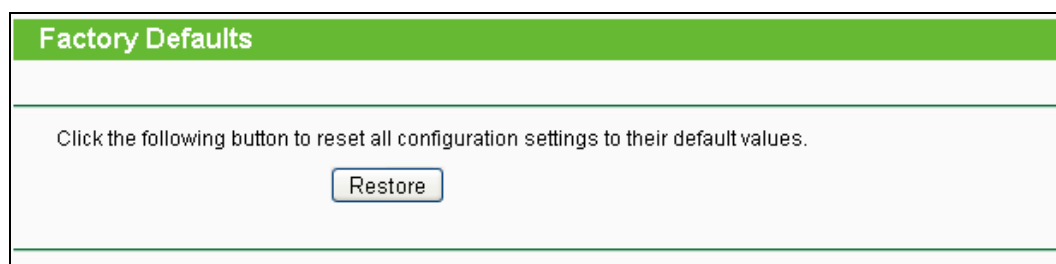 Factory Defaults
Click the following button to reset all configuration settings to their default values.
Restore